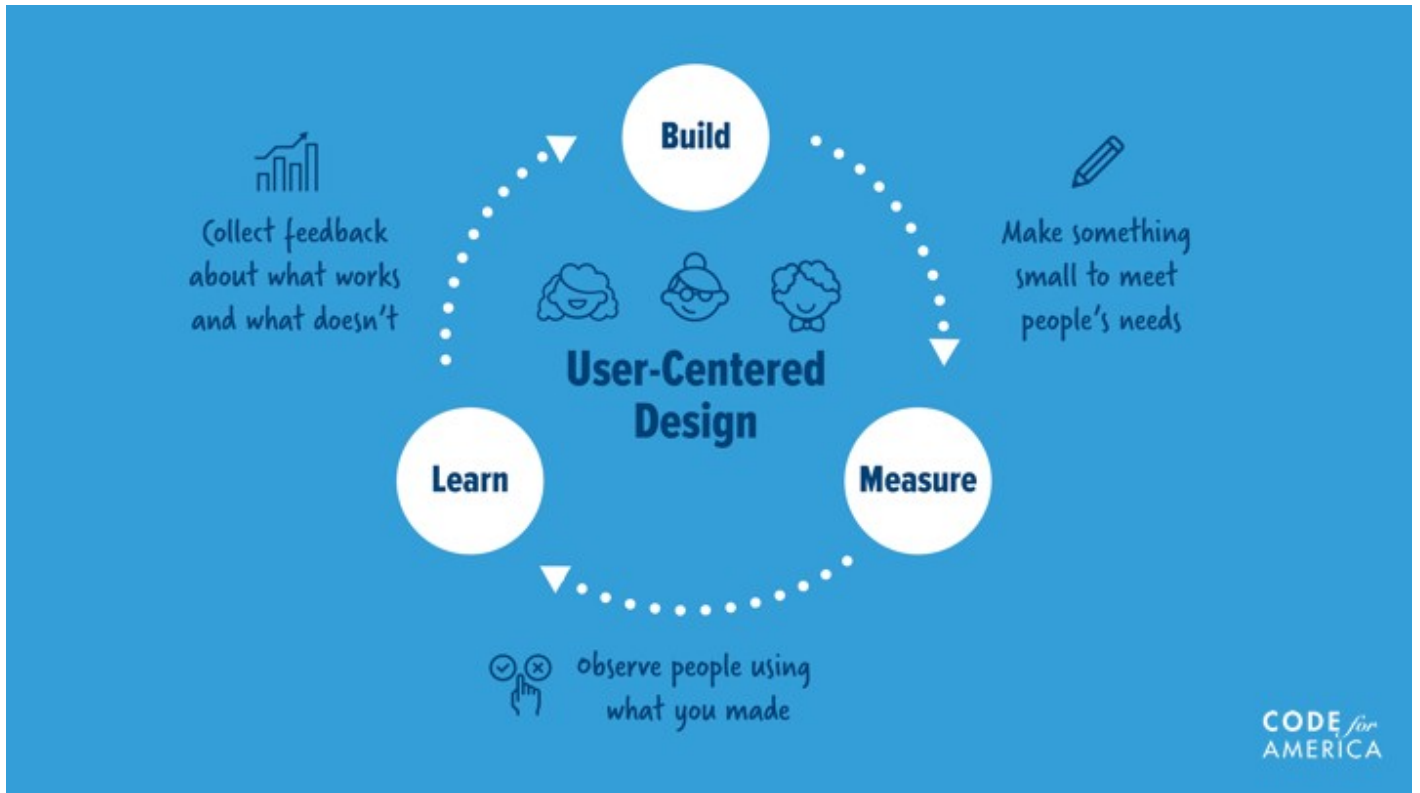 Build
Make something
small to meet
people's needs
Measure
Observe people using
what you made
Learn
Collect feedback
about what works
and what doesn't
User-Centered
Design
CODE for
AMERICA